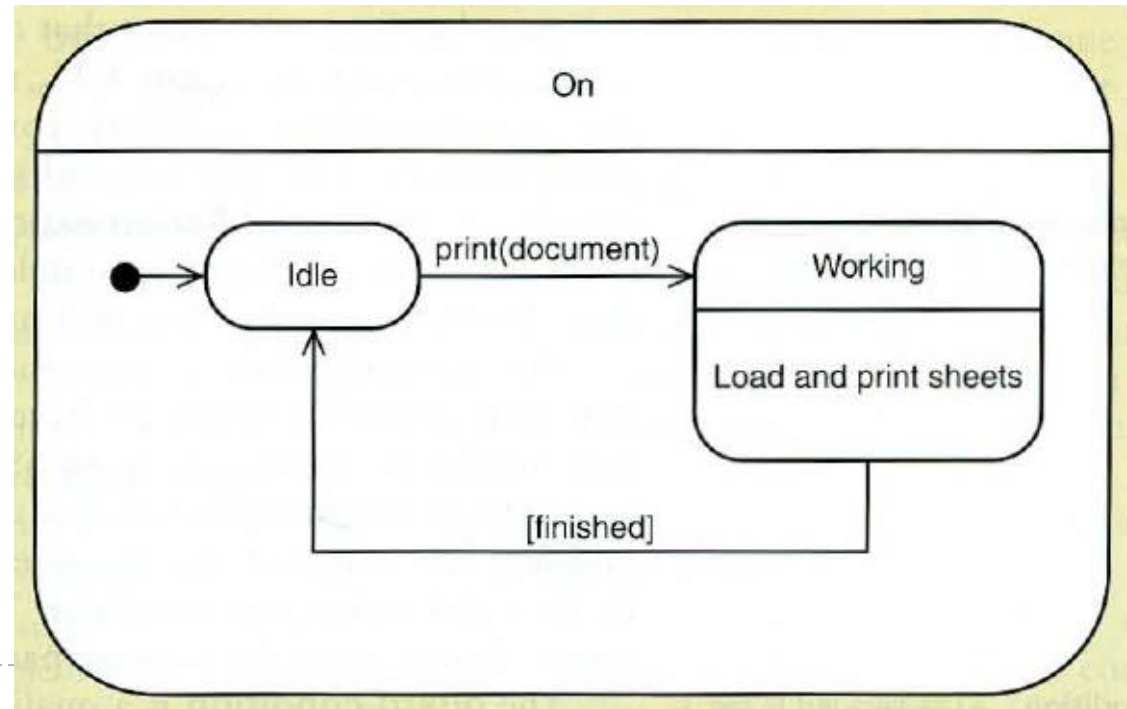 On
Idle
print(document)
Working
Load and print sheets
[finished]